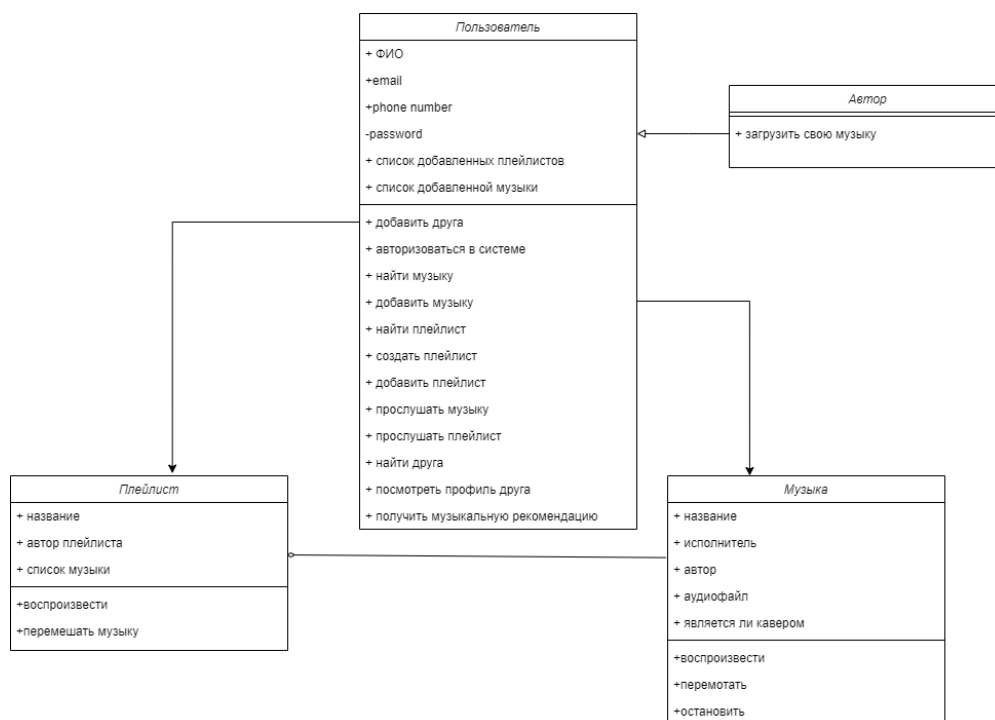 Пользователь
+ ФИО
+email
+phone number
-password
+ список добавленных плейлистов
+ список добавленной музыки
+ добавить друга
+ авторизоваться в системе
+ найти музыку
+ добавить музыку
+ найти плейлист
+ создать плейлист
+ добавить плейлист
+ прослушать музыку
+ прослушать плейлист
+ найти друга
+ посмотреть профиль друга
+ получить музыкальную рекомендацию
Автор
+ загрузить свою музыку
Плейлист
+ название
+ автор плейлиста
+ список музыки
+воспроизвести
+перемешать музыку
Музыка
+ название
+ исполнитель
+ автор
+ аудиофайл
+ является ли кавером
+воспроизвести
+перемотать
+остановить